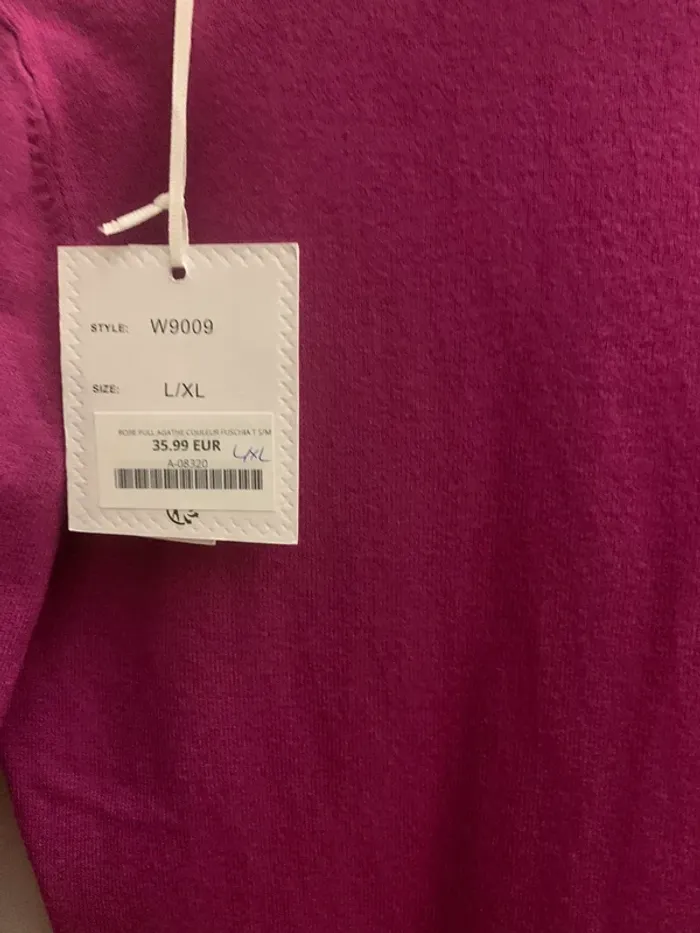 STYLE: W9009
SIZE: L/XL
ROBE PULL AGATHE COULEUR FUSCHIA T S/M
35.99 EUR
L/XL
A-08320